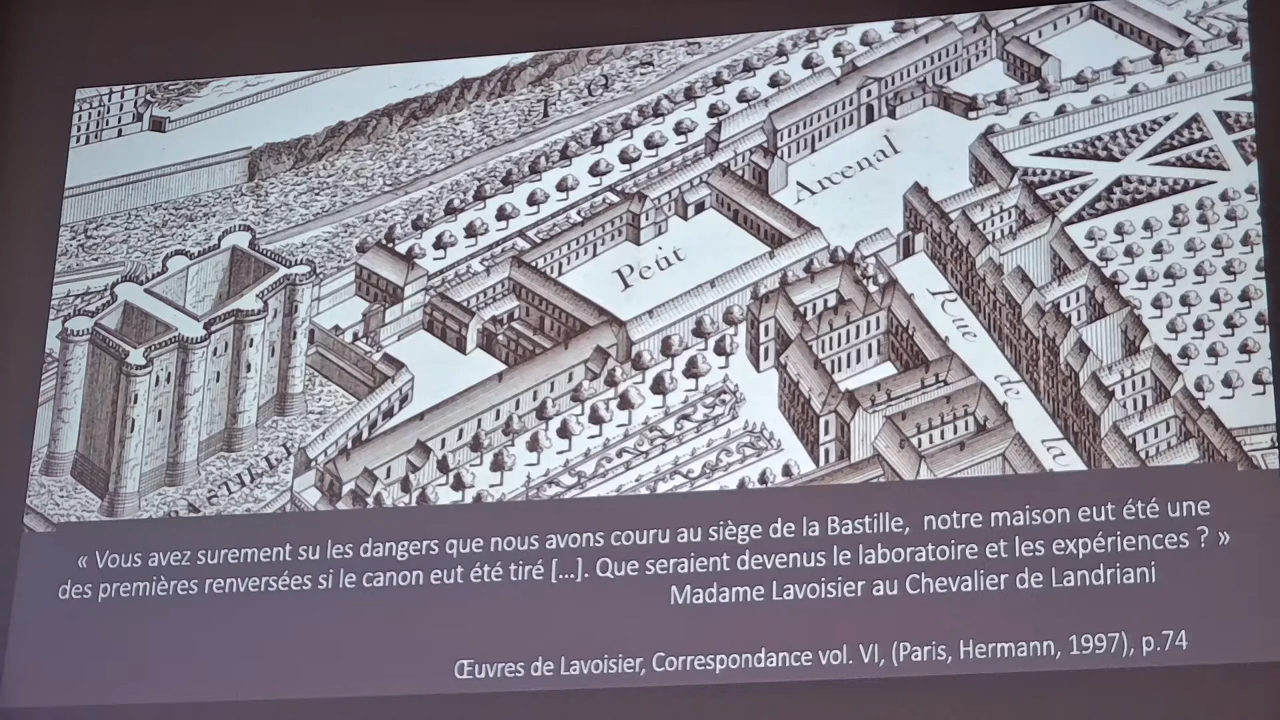 LOS
Arcenal
Petit
Rue de la
STILLE
« Vous avez surement su les dangers que nous avons couru au siège de la Bastille, notre maison eut été une
des premières renversées si le canon eut été tiré [...]. Que seraient devenus le laboratoire et les expériences ? »
Madame Lavoisier au Chevalier de Landriani
Œuvres de Lavoisier, Correspondance vol. VI, (Paris, Hermann, 1997), p.74